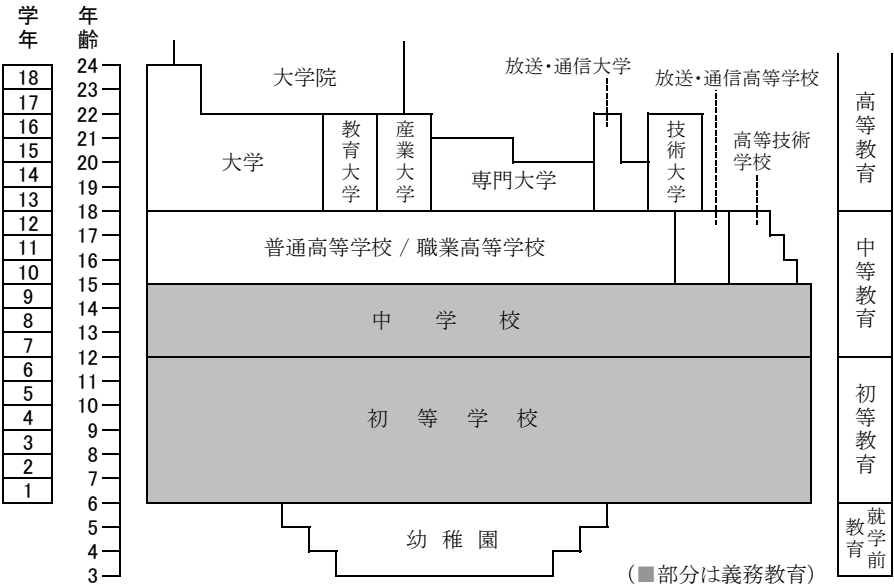 学年
年齢
18
17
16
15
14
13
12
11
10
9
8
7
6
5
4
3
2
1
24
23
22
21
20
19
18
17
16
15
14
13
12
11
10
9
8
7
6
5
4
3
大学院
放送・通信大学
放送・通信高等学校
高等技術
学校
大学
教育大学
産業大学
専門大学
技術大学
普通高等学校 / 職業高等学校
中学校
初等学校
幼稚園
(■部分は義務教育)
高等教育
中等教育
初等教育
就学前
教育